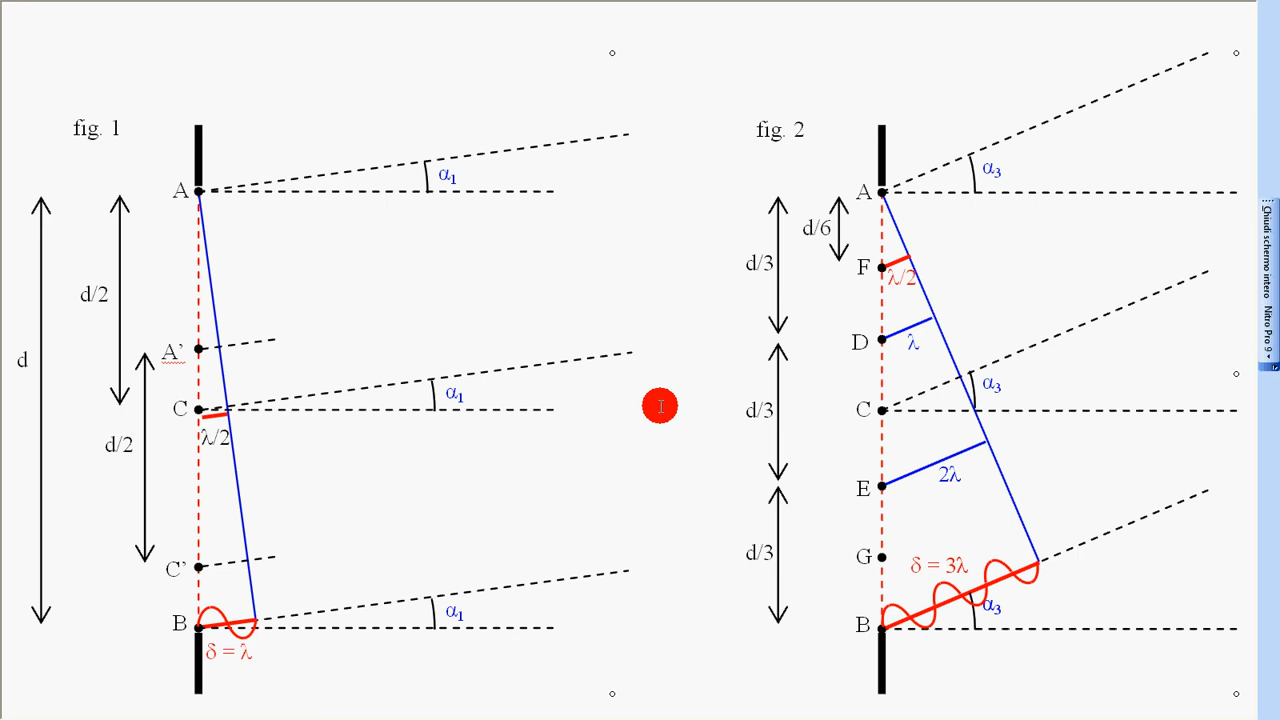 fig. 1
A
α1
d/2
d
A'
C
α1
λ/2
d/2
C'
B
α1
δ = λ
fig. 2
A
α3
d/6
d/3
F
λ/2
D
λ
α3
d/3
C
E
2λ
d/3
G
δ = 3λ
B
α3
Chiudi schermo intero Nitro Pro 9